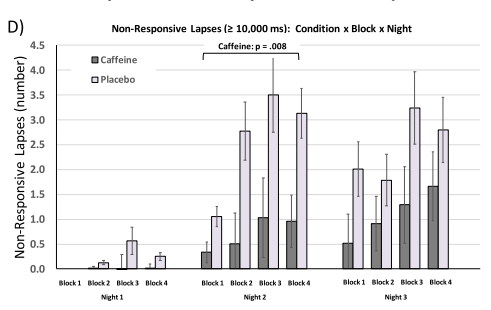 D)
Non-Responsive Lapses (≥ 10,000 ms): Condition x Block x Night
Caffeine: p = .008
Caffeine
Placebo
Non-Responsive Lapses (number)
4.5
4.0
3.5
3.0
2.5
2.0
1.5
1.0
0.5
0.0
Block 1 Block 2 Block 3 Block 4 Block 1 Block 2 Block 3 Block 4 Block 1 Block 2 Block 3 Block 4
Night 1 Night 2 Night 3